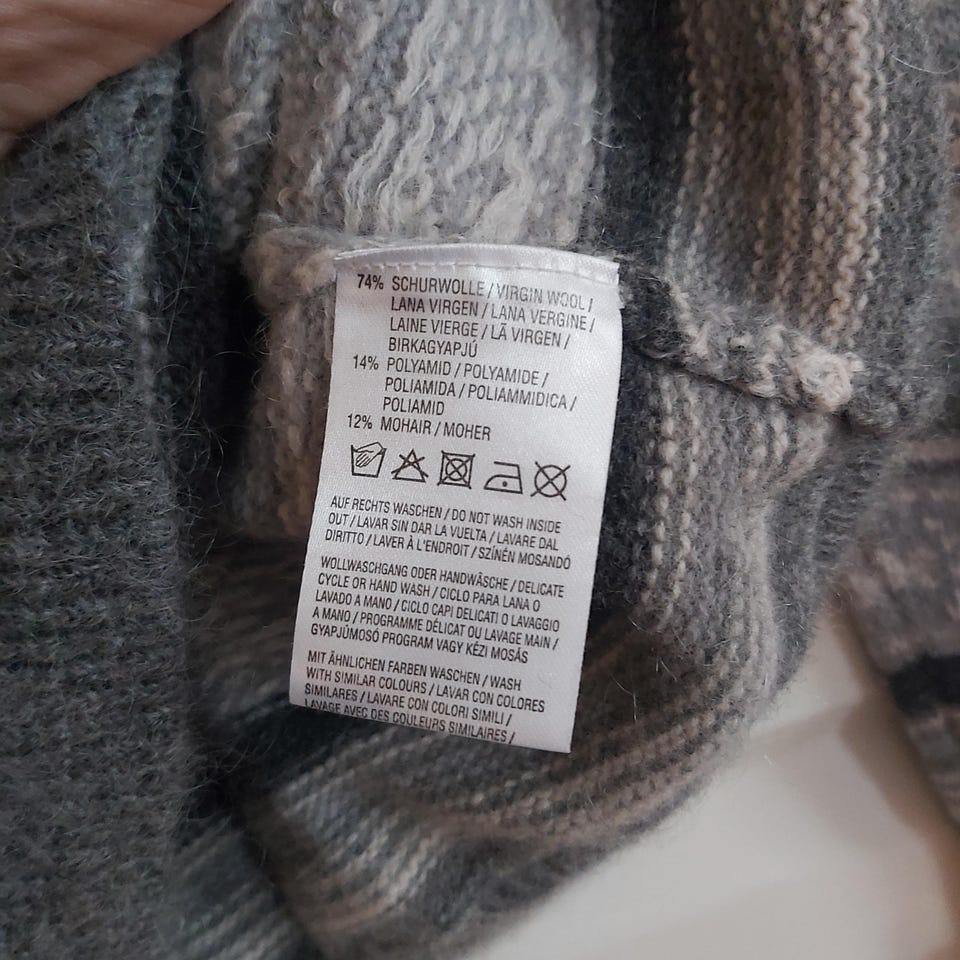 74% SCHURWOLLE / VIRGIN WOOL /
LANA VIRGEN / LANA VERGINE /
LAINE VIERGE / LÃ VIRGEN /
BIRKAGYAPJÚ
14% POLYAMID / POLYAMIDE /
POLIAMIDA / POLIAMMIDICA /
POLIAMID
12% MOHAIR / MOHER
AUF RECHTS WASCHEN / DO NOT WASH INSIDE
OUT / LAVAR SIN DAR LA VUELTA / LAVARE DAL
DIRITTO / LAVER À L'ENDROIT / SZÍNÉN MOSANDÓ
WOLLWASCHGANG ODER HANDWÄSCHE / DELICATE
CYCLE OR HAND WASH / CICLO PARA LANA O
LAVADO A MANO / CICLO CAPI DELICATI O LAVAGGIO
A MANO / PROGRAMME DÉLICAT OU LAVAGE MAIN /
GYAPJÚMOSÓ PROGRAM VAGY KÉZI MOSÁS
MIT ÄHNLICHEN FARBEN WASCHEN / WASH
WITH SIMILAR COLOURS / LAVAR CON COLORES
SIMILARES / LAVARE CON COLORI SIMILI /
LAVAGE AVEC DES COULEURS SIMILAIRES /